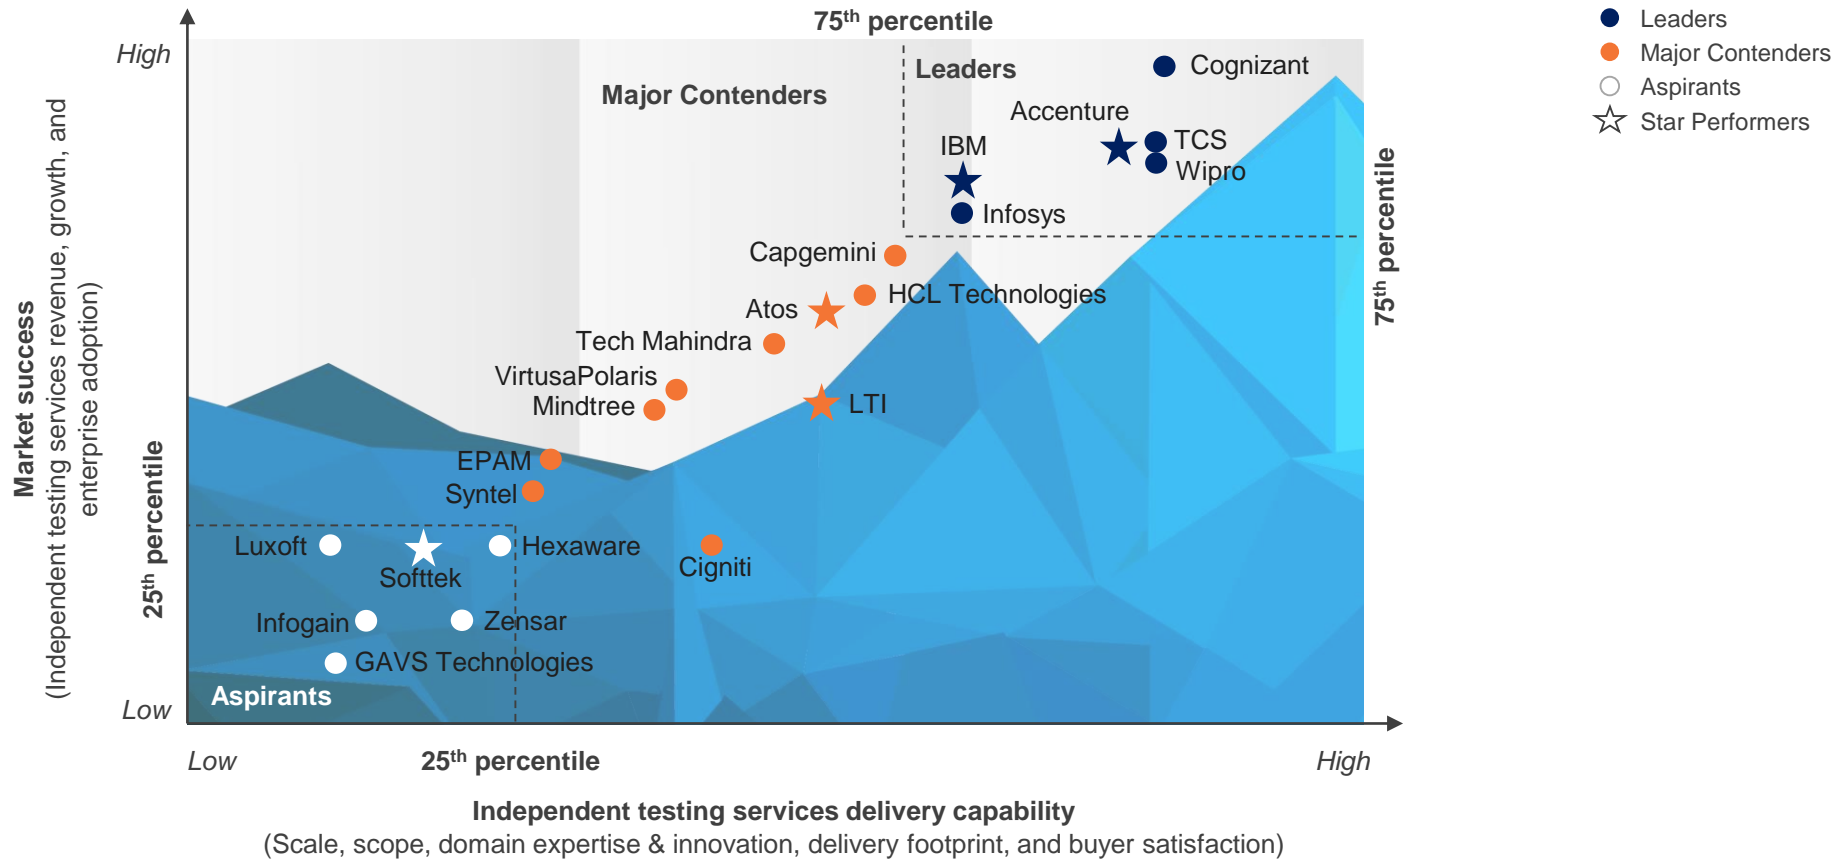 75th percentile
High
Leaders
Cognizant
Major Contenders
Accenture
TCS
IBM
Wipro
Infosys
Capgemini
HCL Technologies
Atos
Tech Mahindra
VirtusaPolaris
Mindtree
LTI
EPAM
Syntel
Luxoft
Hexaware
Softtek
Cigniti
Infogain
Zensar
GAVS Technologies
Aspirants
Low
Market success
(Independent testing services revenue, growth, and
enterprise adoption)
25th percentile
75th percentile
Low
25th percentile
High
Independent testing services delivery capability
(Scale, scope, domain expertise & innovation, delivery footprint, and buyer satisfaction)
Leaders
Major Contenders
Aspirants
Star Performers